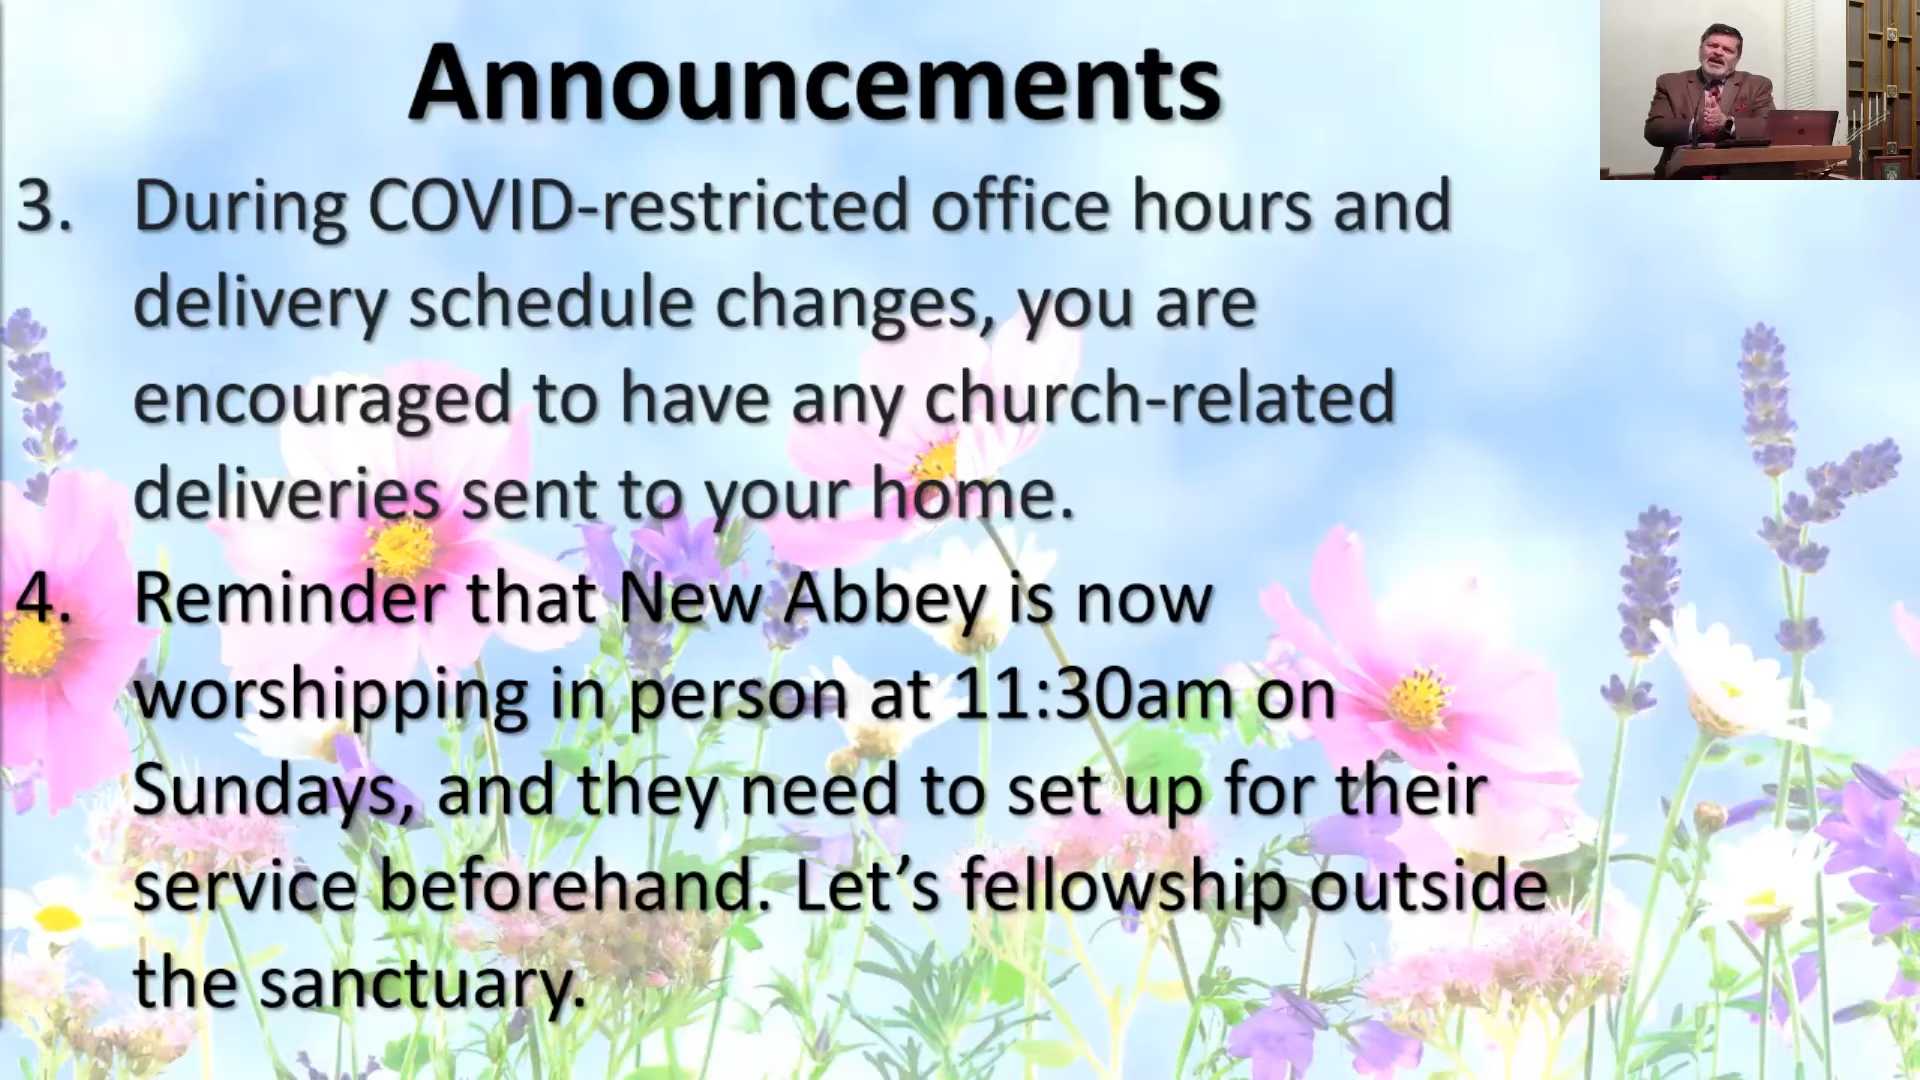 Announcements
3. During COVID-restricted office hours and
delivery schedule changes, you are
encouraged to have any church-related
deliveries sent to your home.
4. Reminder that New Abbey is now
worshipping in person at 11:30am on
Sundays, and they need to set up for their
service beforehand. Let’s fellowship outside
the sanctuary.